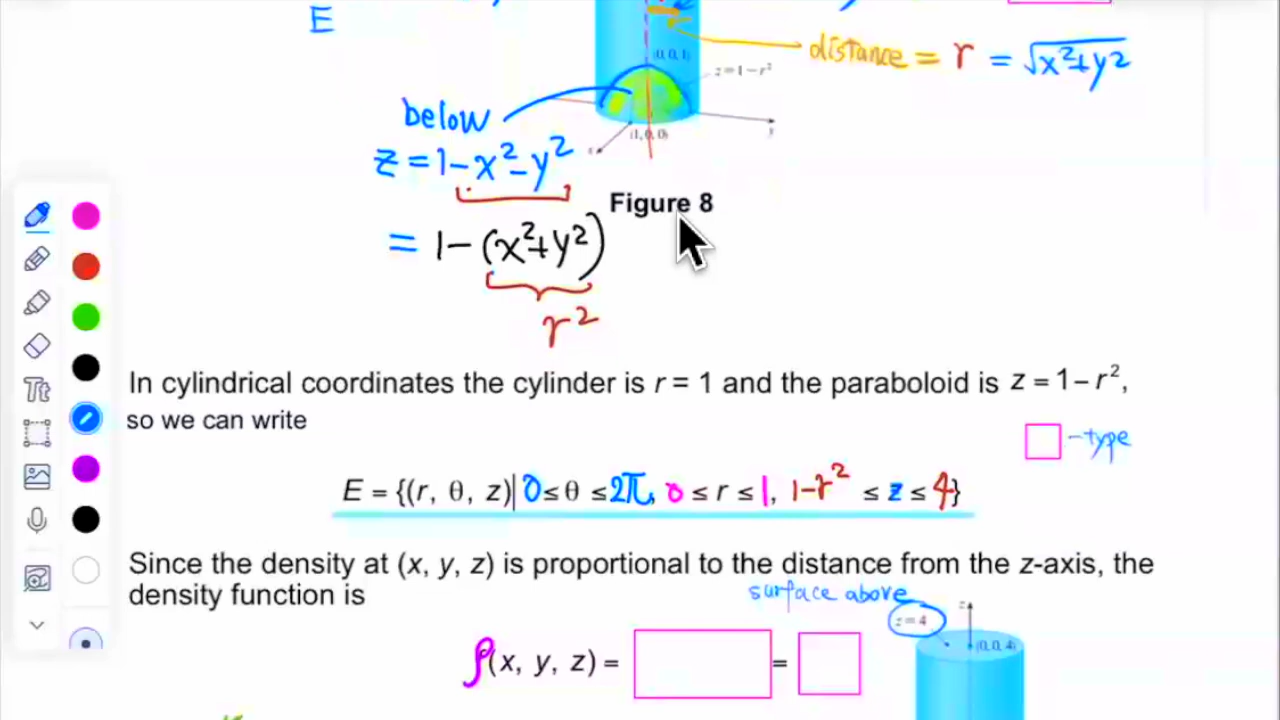 E
distance = r = √x²+y²
(0, 0, 1)
z = 1 − r²
below
(1, 0, 0)
x
y
z = 1 − x² − y²
Figure 8
= 1 − (x² + y²)
r²
Tt
In cylindrical coordinates the cylinder is r = 1 and the paraboloid is z = 1 − r²,
so we can write
-type
E = {(r, θ, z)| 0 ≤ θ ≤ 2π, 0 ≤ r ≤ 1, 1-r² ≤ z ≤ 4}
Since the density at (x, y, z) is proportional to the distance from the z-axis, the
density function is
surface above
z = 4
z
(0, 0, 4)
ρ(x, y, z) = =